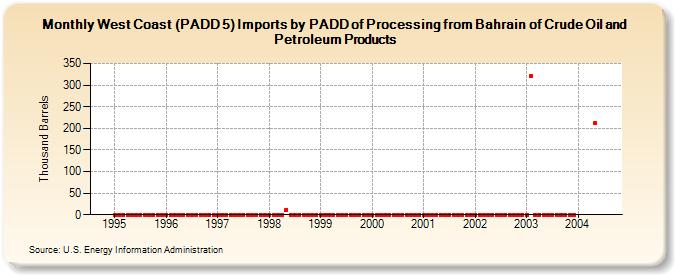 Monthly West Coast (PADD 5) Imports by PADD of Processing from Bahrain of Crude Oil and
Petroleum Products
Thousand Barrels
350
300
250
200
150
100
50
0
1995 1996 1997 1998 1999 2000 2001 2002 2003 2004
Source: U.S. Energy Information Administration